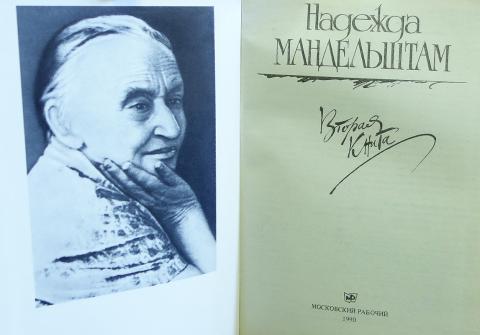 Надежда
МАНДЕЛЬШТАМ
Вторая
книга
МОСКОВСКИЙ РАБОЧИЙ
1990